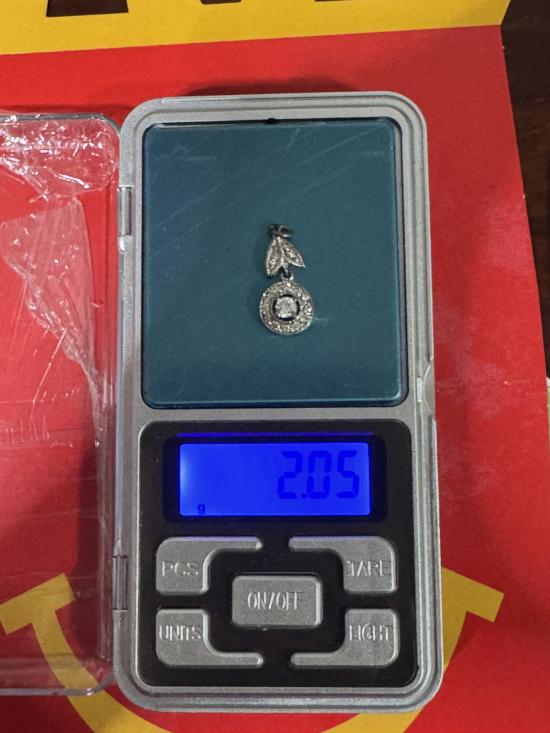 2.05
g
PCS
TARE
ON/OFF
UNITS
LIGHT